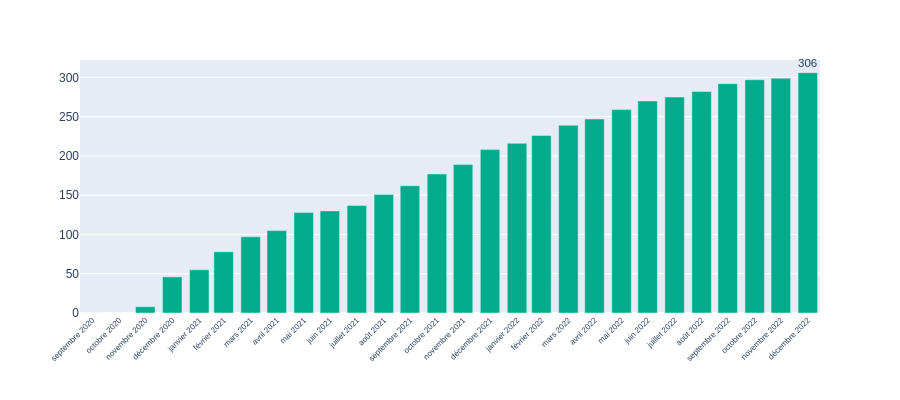 306
300
250
200
150
100
50
0
septembre 2020
octobre 2020
novembre 2020
décembre 2020
janvier 2021
février 2021
mars 2021
avril 2021
mai 2021
juin 2021
juillet 2021
août 2021
septembre 2021
octobre 2021
novembre 2021
décembre 2021
janvier 2022
février 2022
mars 2022
avril 2022
mai 2022
juin 2022
juillet 2022
août 2022
septembre 2022
octobre 2022
novembre 2022
décembre 2022